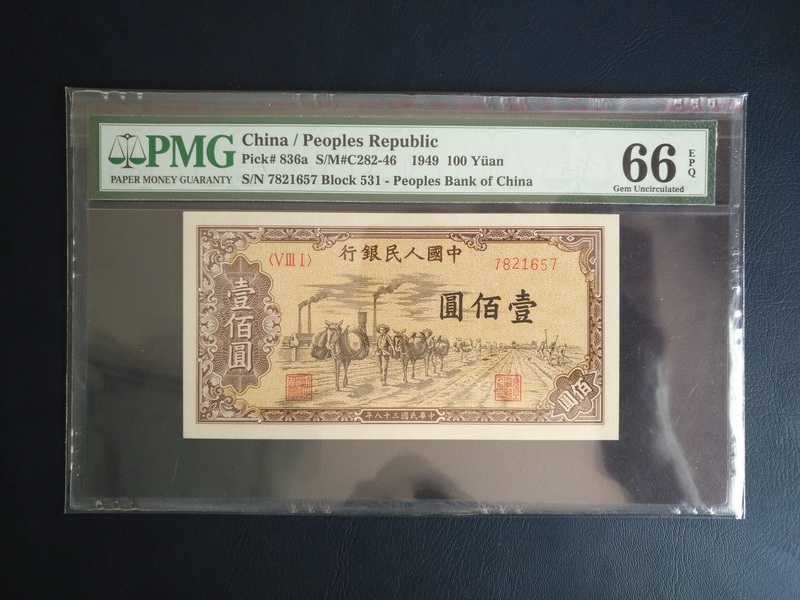 PMG
PAPER MONEY GUARANTY
China / Peoples Republic
Pick# 836a S/M#C282-46 1949 100 Yüan
S/N 7821657 Block 531 - Peoples Bank of China
66 EPQ
Gem Uncirculated
行銀民人國中
〈VIII I〉
7821657
圓佰壹
壹佰圓
佰圓
年八十三國民華中